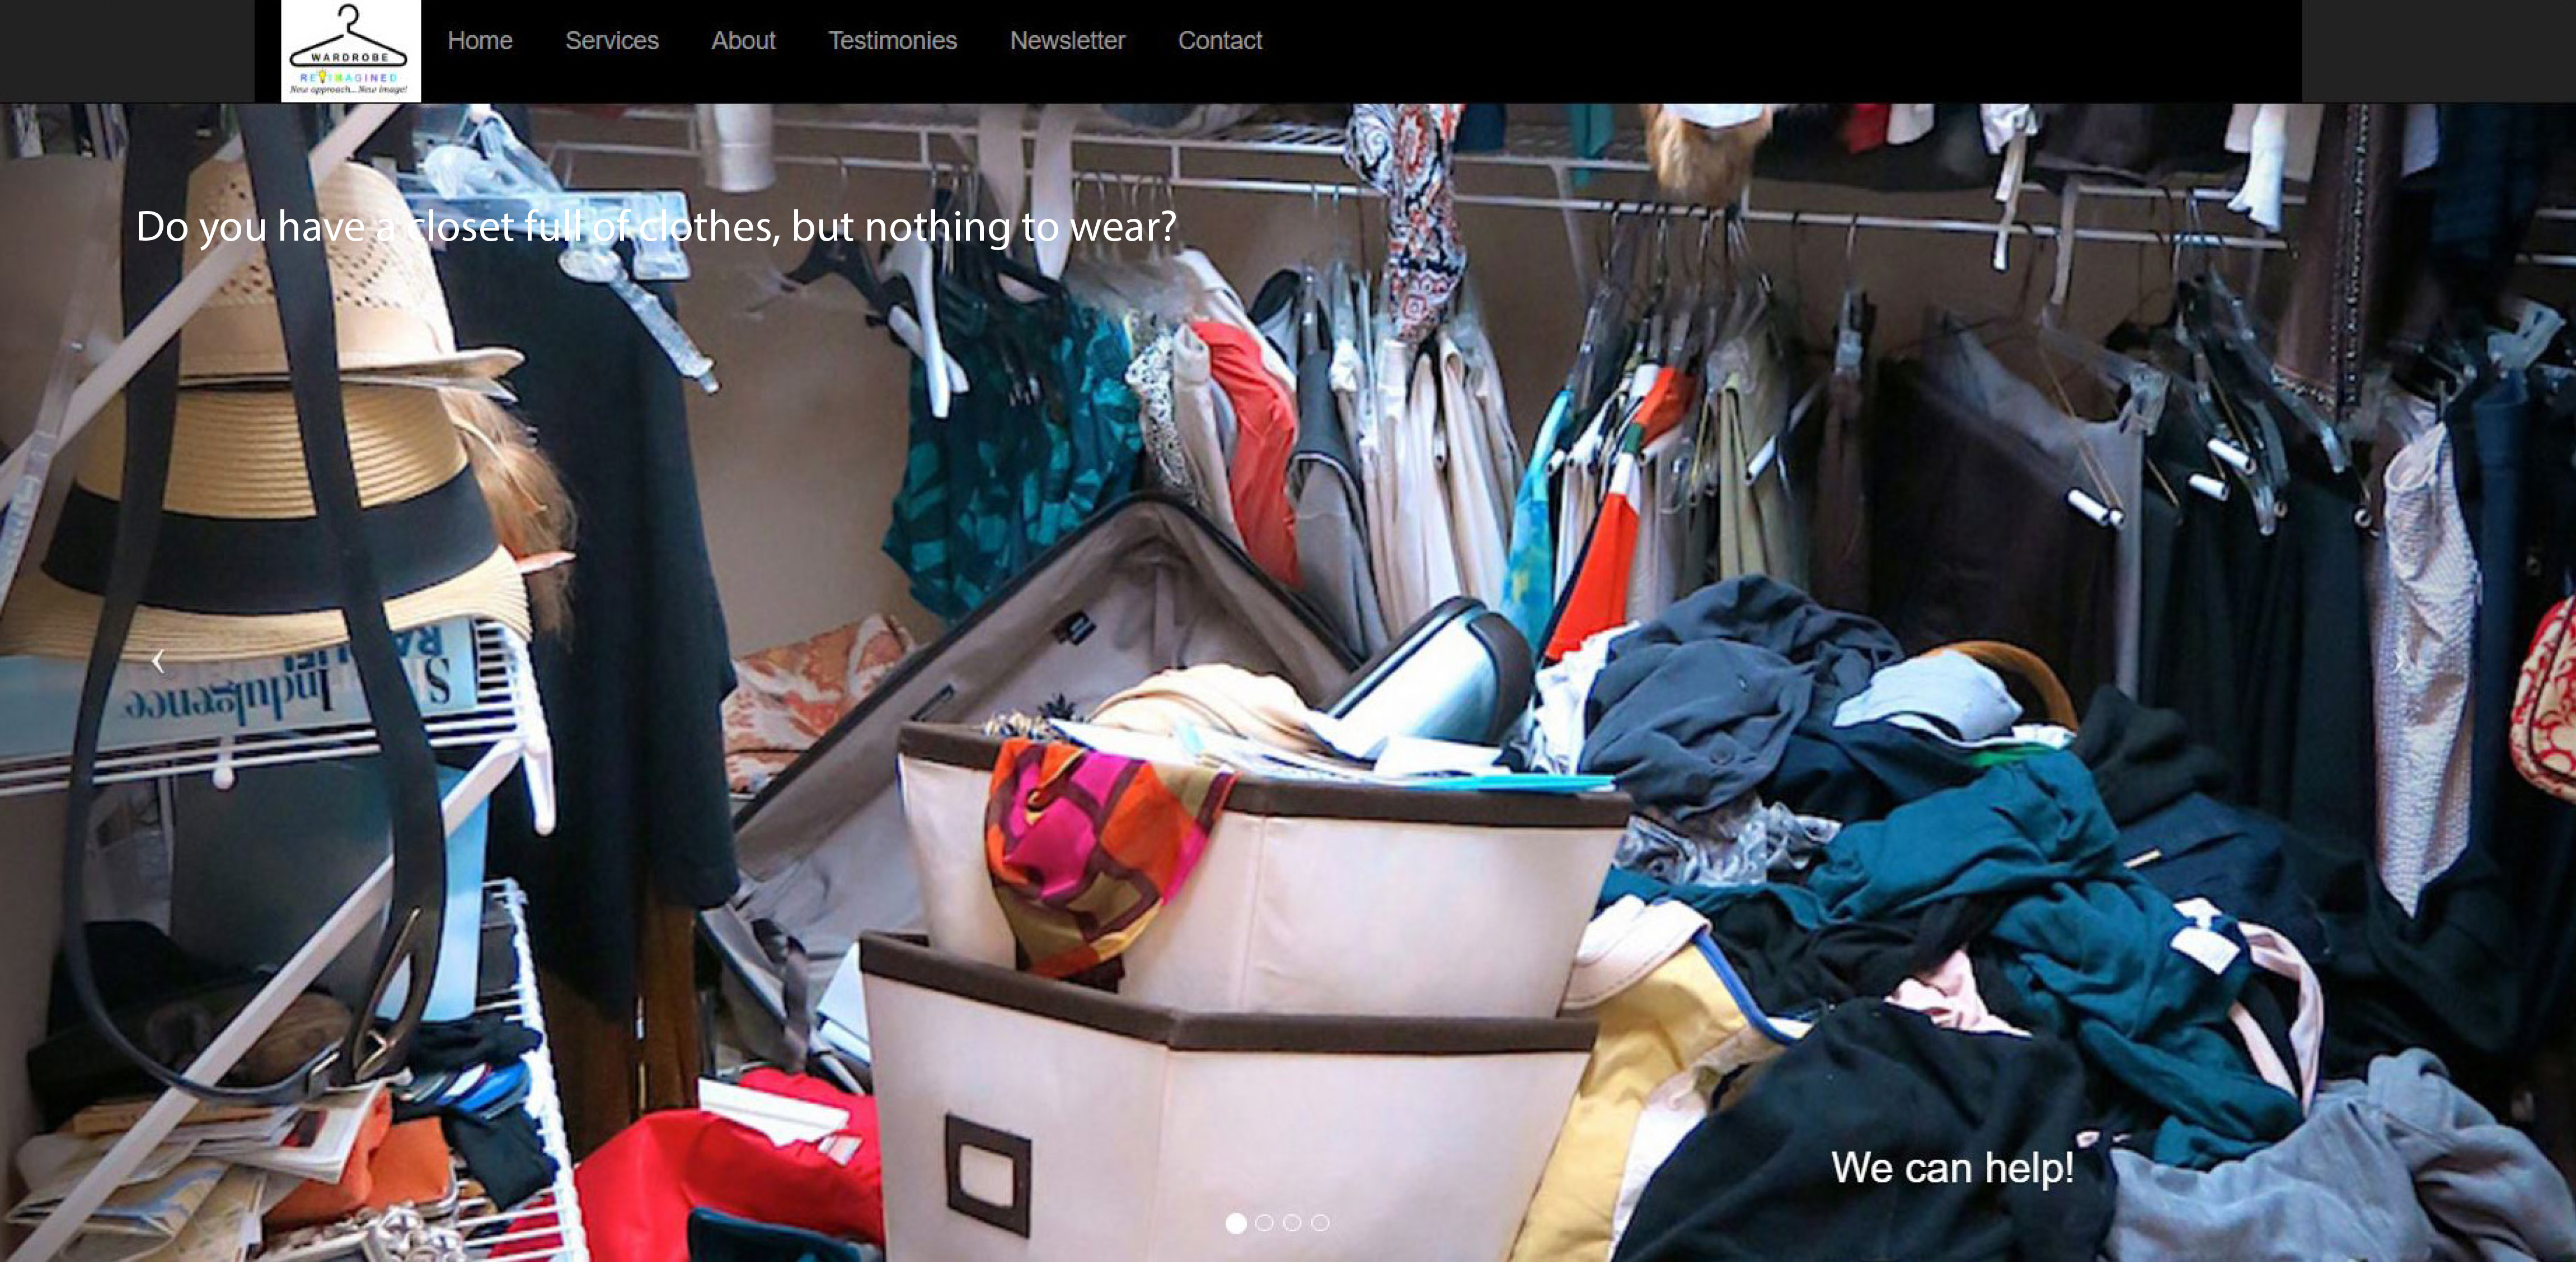 WARDROBE
REIMAGINED
New approach...New image!
Home Services About Testimonies Newsletter Contact
Do you have a closet full of clothes, but nothing to wear?
Indulgence
We can help!